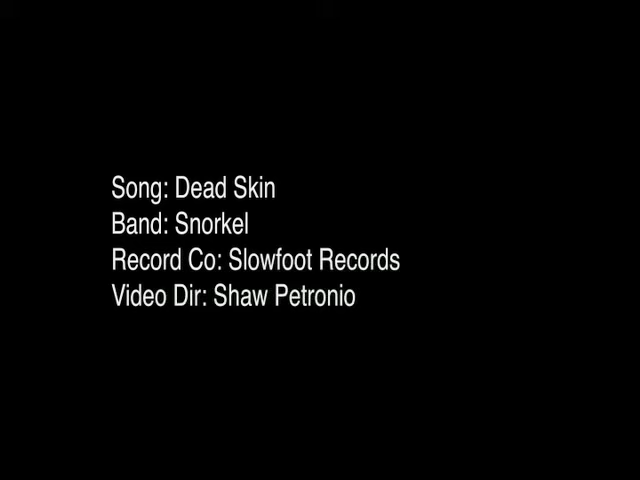 Song: Dead Skin
Band: Snorkel
Record Co: Slowfoot Records
Video Dir: Shaw Petronio